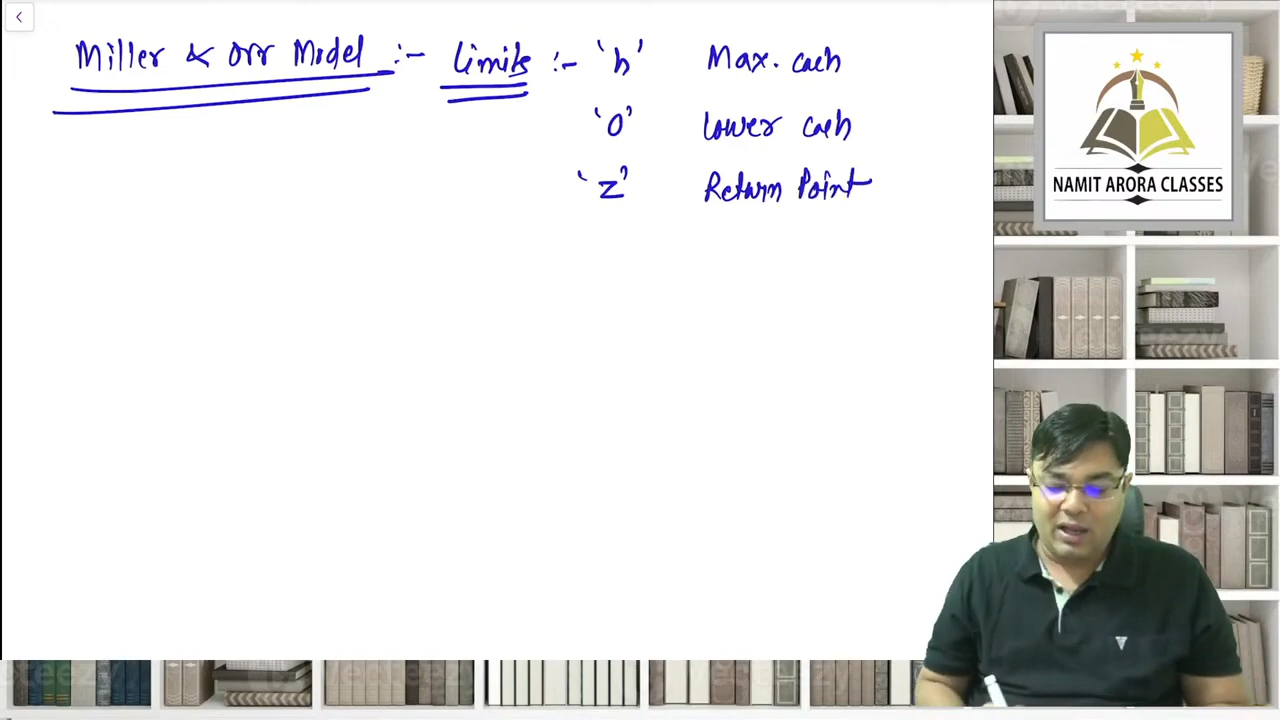 Miller & Orr Model :- Limits :- 'h' Max. cash
'0' Lower cash
'z' Return Point
NAMIT ARORA CLASSES